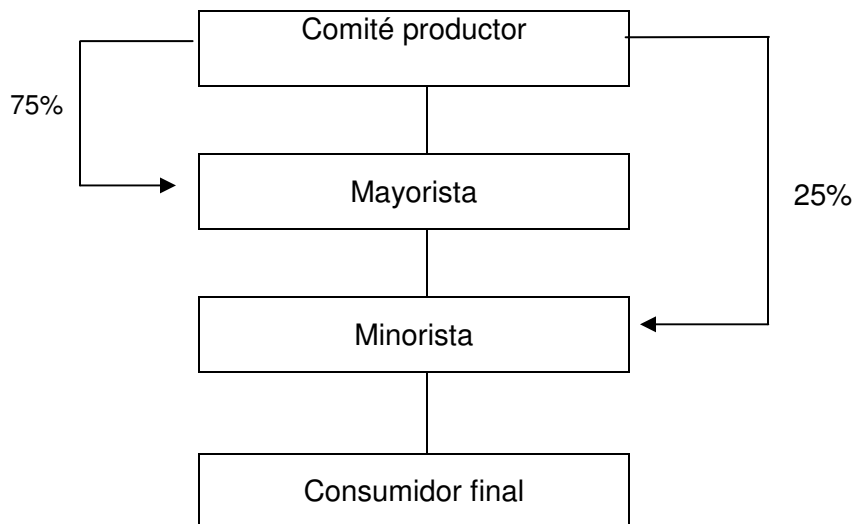 Comité productor
75%
Mayorista
25%
Minorista
Consumidor final